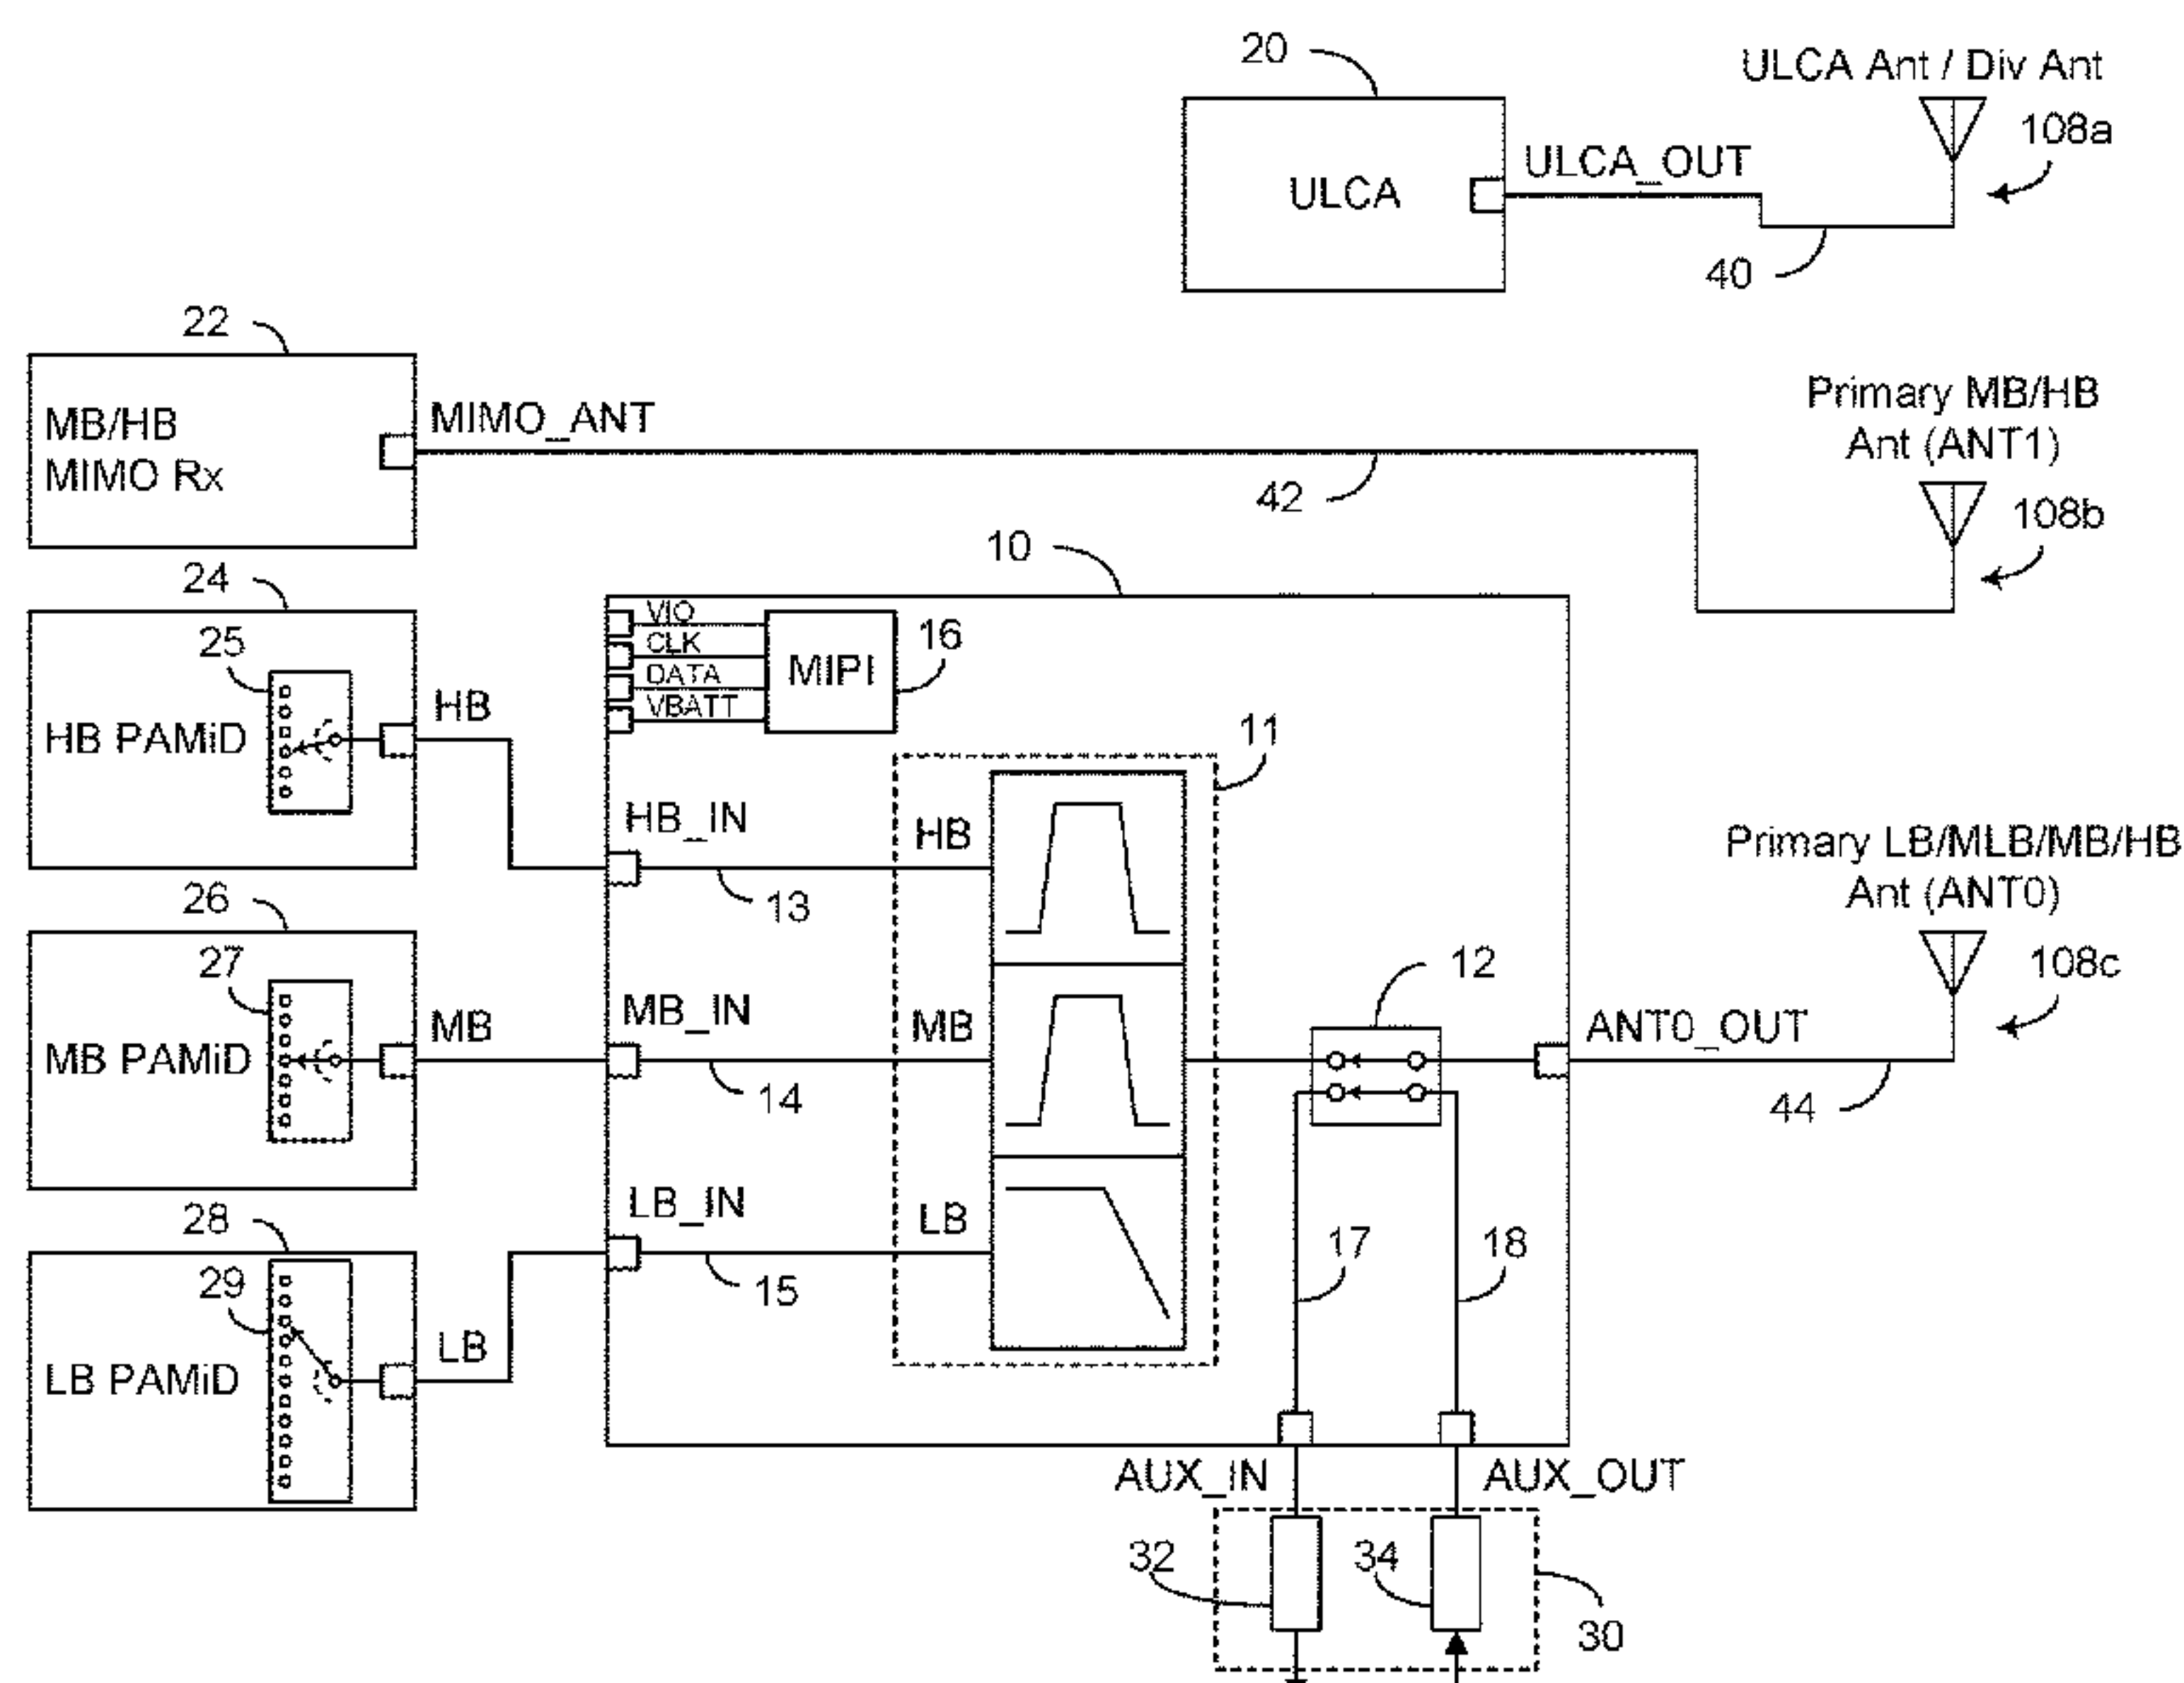 20
ULCA Ant / Div Ant
108a
ULCA
ULCA_OUT
40
22
MB/HB
MIMO Rx
MIMO_ANT
42
Primary MB/HB
Ant (ANT1)
108b
24
25
HB PAMiD
HB
10
VIO
CLK
DATA
VBATT
MIPI
16
11
HB_IN
13
HB
26
27
MB PAMiD
MB
MB_IN
14
MB
12
ANT0_OUT
Primary LB/MLB/MB/HB
Ant (ANT0)
108c
44
28
29
LB PAMiD
LB
LB_IN
15
LB
17
18
AUX_IN
AUX_OUT
32
34
30